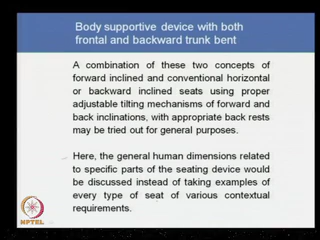 Body supportive device with both
frontal and backward trunk bent
A combination of these two concepts of
forward inclined and conventional horizontal
or backward inclined seats using proper
adjustable tilting mechanisms of forward and
back inclinations, with appropriate back rests
may be tried out for general purposes.
Here, the general human dimensions related
to specific parts of the seating device would
be discussed instead of taking examples of
every type of seat of various contextual
requirements.
NPTEL